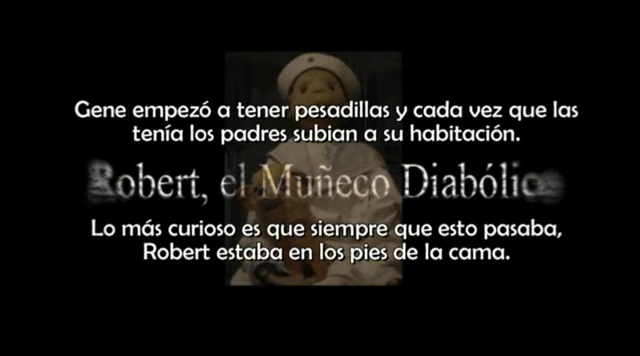 Gene empezó a tener pesadillas y cada vez que las
tenía los padres subian a su habitación.
Robert, el Muñeco Diabólico
Lo más curioso es que siempre que esto pasaba,
Robert estaba en los pies de la cama.